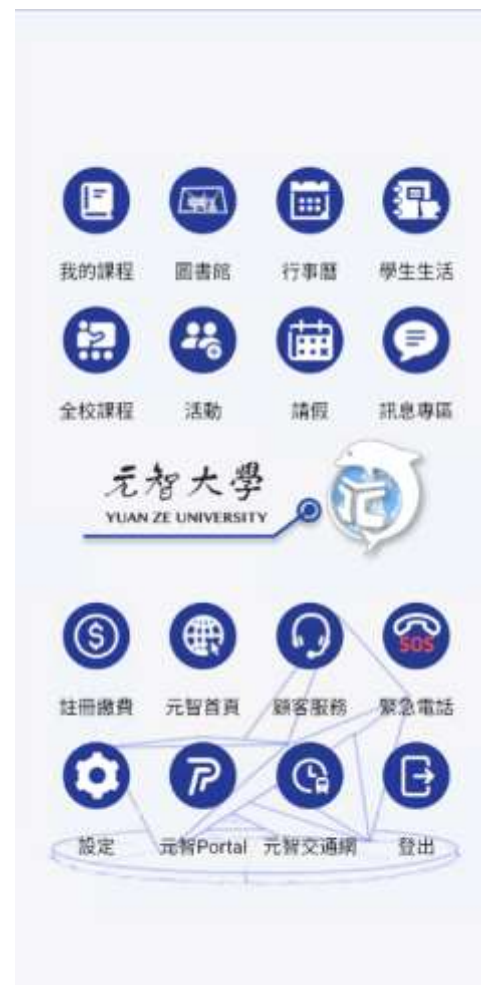 我的課程 圖書館 行事曆 學生生活
全校課程 活動 請假 訊息專區
元智大學
YUAN ZE UNIVERSITY
SOS
註冊繳費 元智首頁 顧客服務 緊急電話
設定 元智Portal 元智交通網 登出